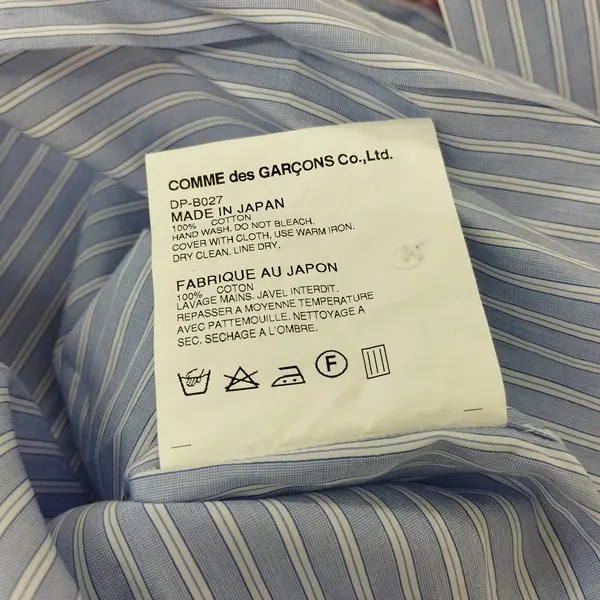 COMME des GARÇONS Co.,Ltd.
DP-B027
MADE IN JAPAN
100% COTTON
HAND WASH. DO NOT BLEACH.
COVER WITH CLOTH, USE WARM IRON.
DRY CLEAN. LINE DRY.
FABRIQUE AU JAPON
100% COTON
LAVAGE MAINS. JAVEL INTERDIT.
REPASSER A MOYENNE TEMPERATURE
AVEC PATTEMOUILLE. NETTOYAGE A
SEC. SECHAGE A L'OMBRE.
F